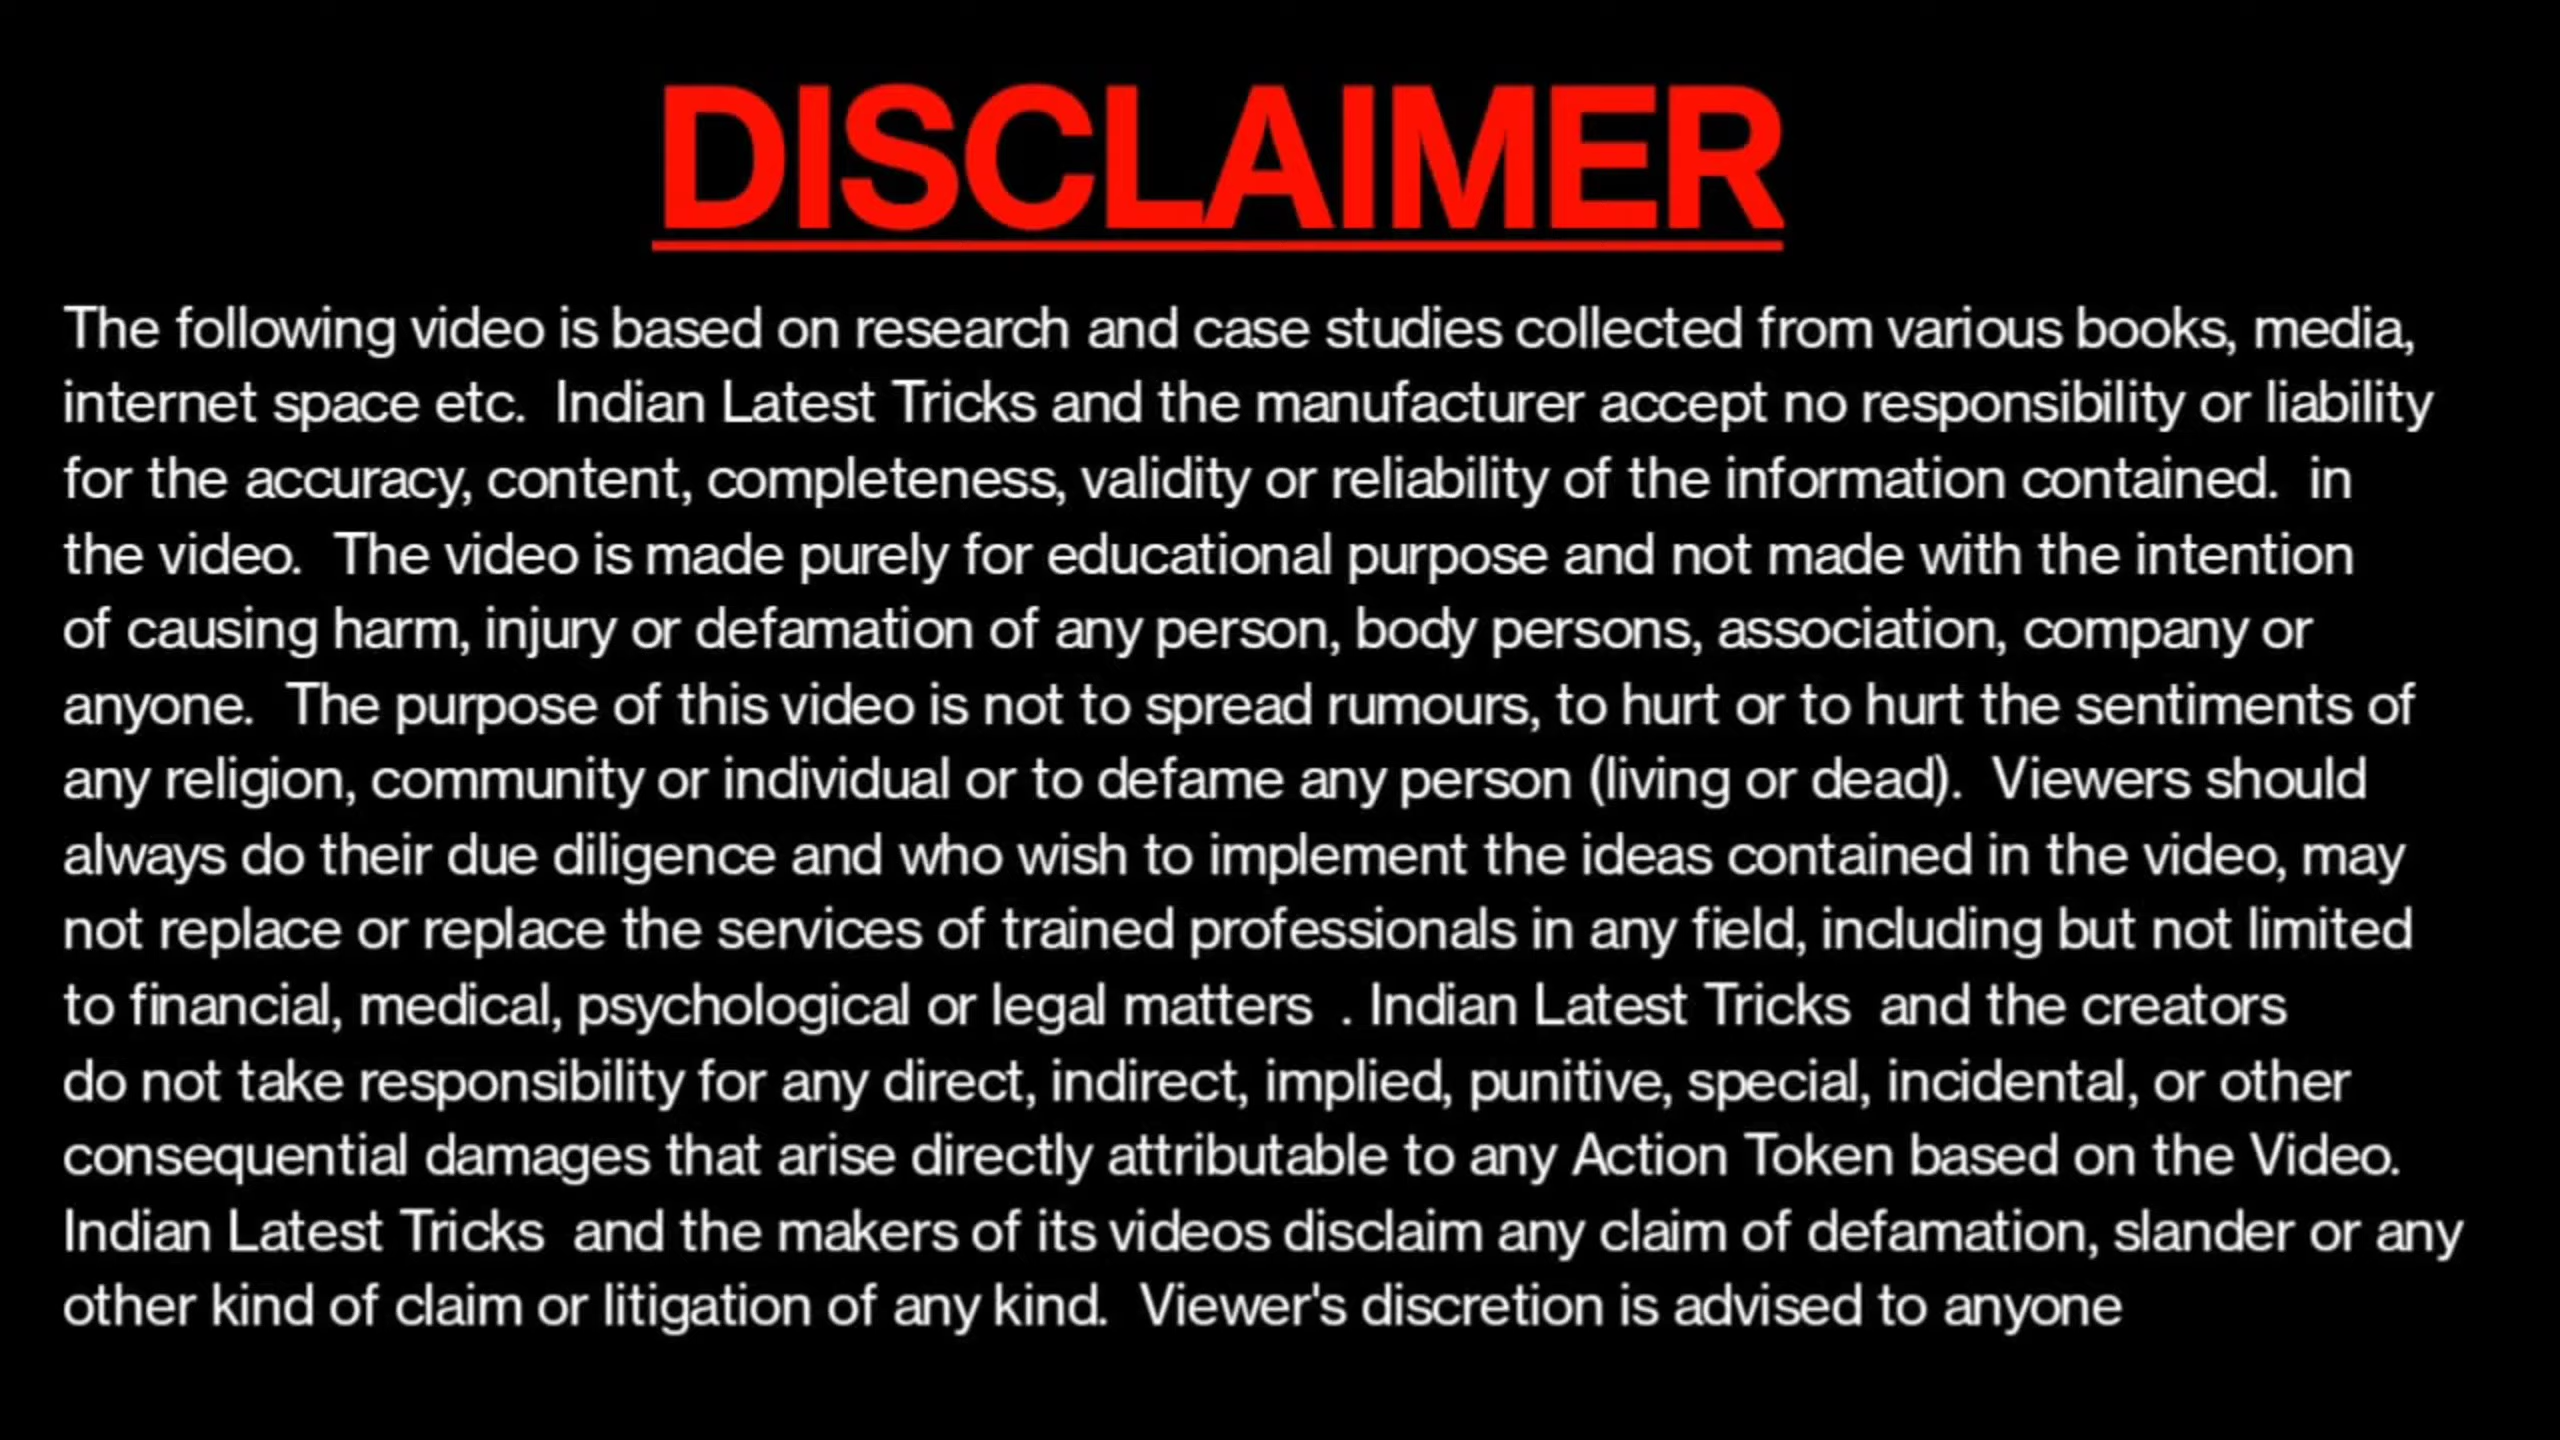 DISCLAIMER
The following video is based on research and case studies collected from various books, media,
internet space etc.  Indian Latest Tricks and the manufacturer accept no responsibility or liability
for the accuracy, content, completeness, validity or reliability of the information contained.  in
the video.  The video is made purely for educational purpose and not made with the intention
of causing harm, injury or defamation of any person, body persons, association, company or
anyone.  The purpose of this video is not to spread rumours, to hurt or to hurt the sentiments of
any religion, community or individual or to defame any person (living or dead).  Viewers should
always do their due diligence and who wish to implement the ideas contained in the video, may
not replace or replace the services of trained professionals in any field, including but not limited
to financial, medical, psychological or legal matters  . Indian Latest Tricks  and the creators
do not take responsibility for any direct, indirect, implied, punitive, special, incidental, or other
consequential damages that arise directly attributable to any Action Token based on the Video.
Indian Latest Tricks  and the makers of its videos disclaim any claim of defamation, slander or any
other kind of claim or litigation of any kind.  Viewer's discretion is advised to anyone